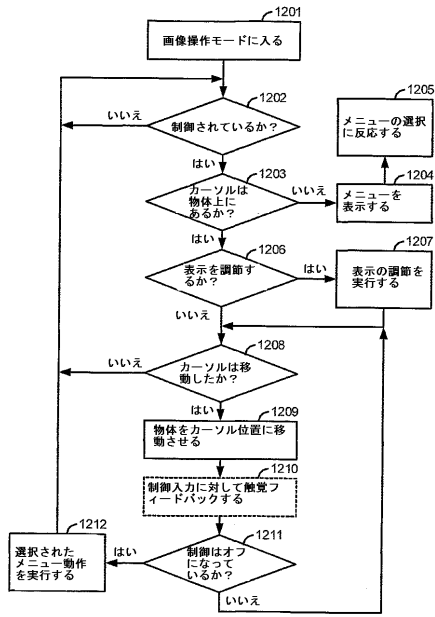 1201
画像操作モードに入る
1202
制御されているか?
いいえ
はい
1203
カーソルは
物体上に
あるか?
いいえ
はい
1205
メニューの選択
に反応する
1204
メニューを
表示する
1206
表示を調節す
るか?
はい
いいえ
1207
表示の調節を
実行する
1208
カーソルは移
動したか?
いいえ
はい
1209
物体をカーソル位置に移
動させる
1210
制御入力に対して触覚フ
ィードバックする
1211
制御はオフ
になって
いるか?
はい
いいえ
1212
選択された
メニュー動作
を実行する